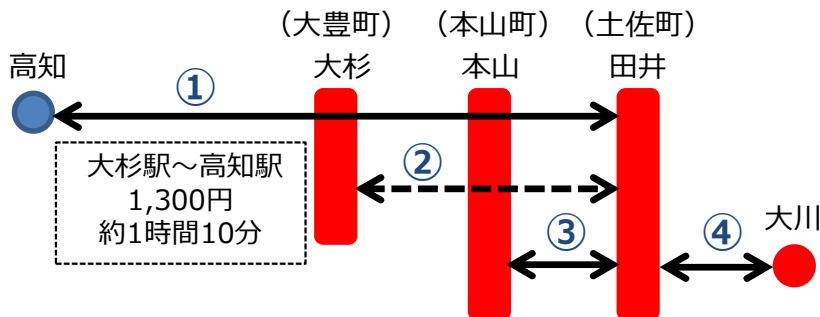 （大豊町）
（本山町）
（土佐町）
高知
大杉
本山
田井
①
大杉駅～高知駅
1,300円
約1時間10分
②
③
④
大川